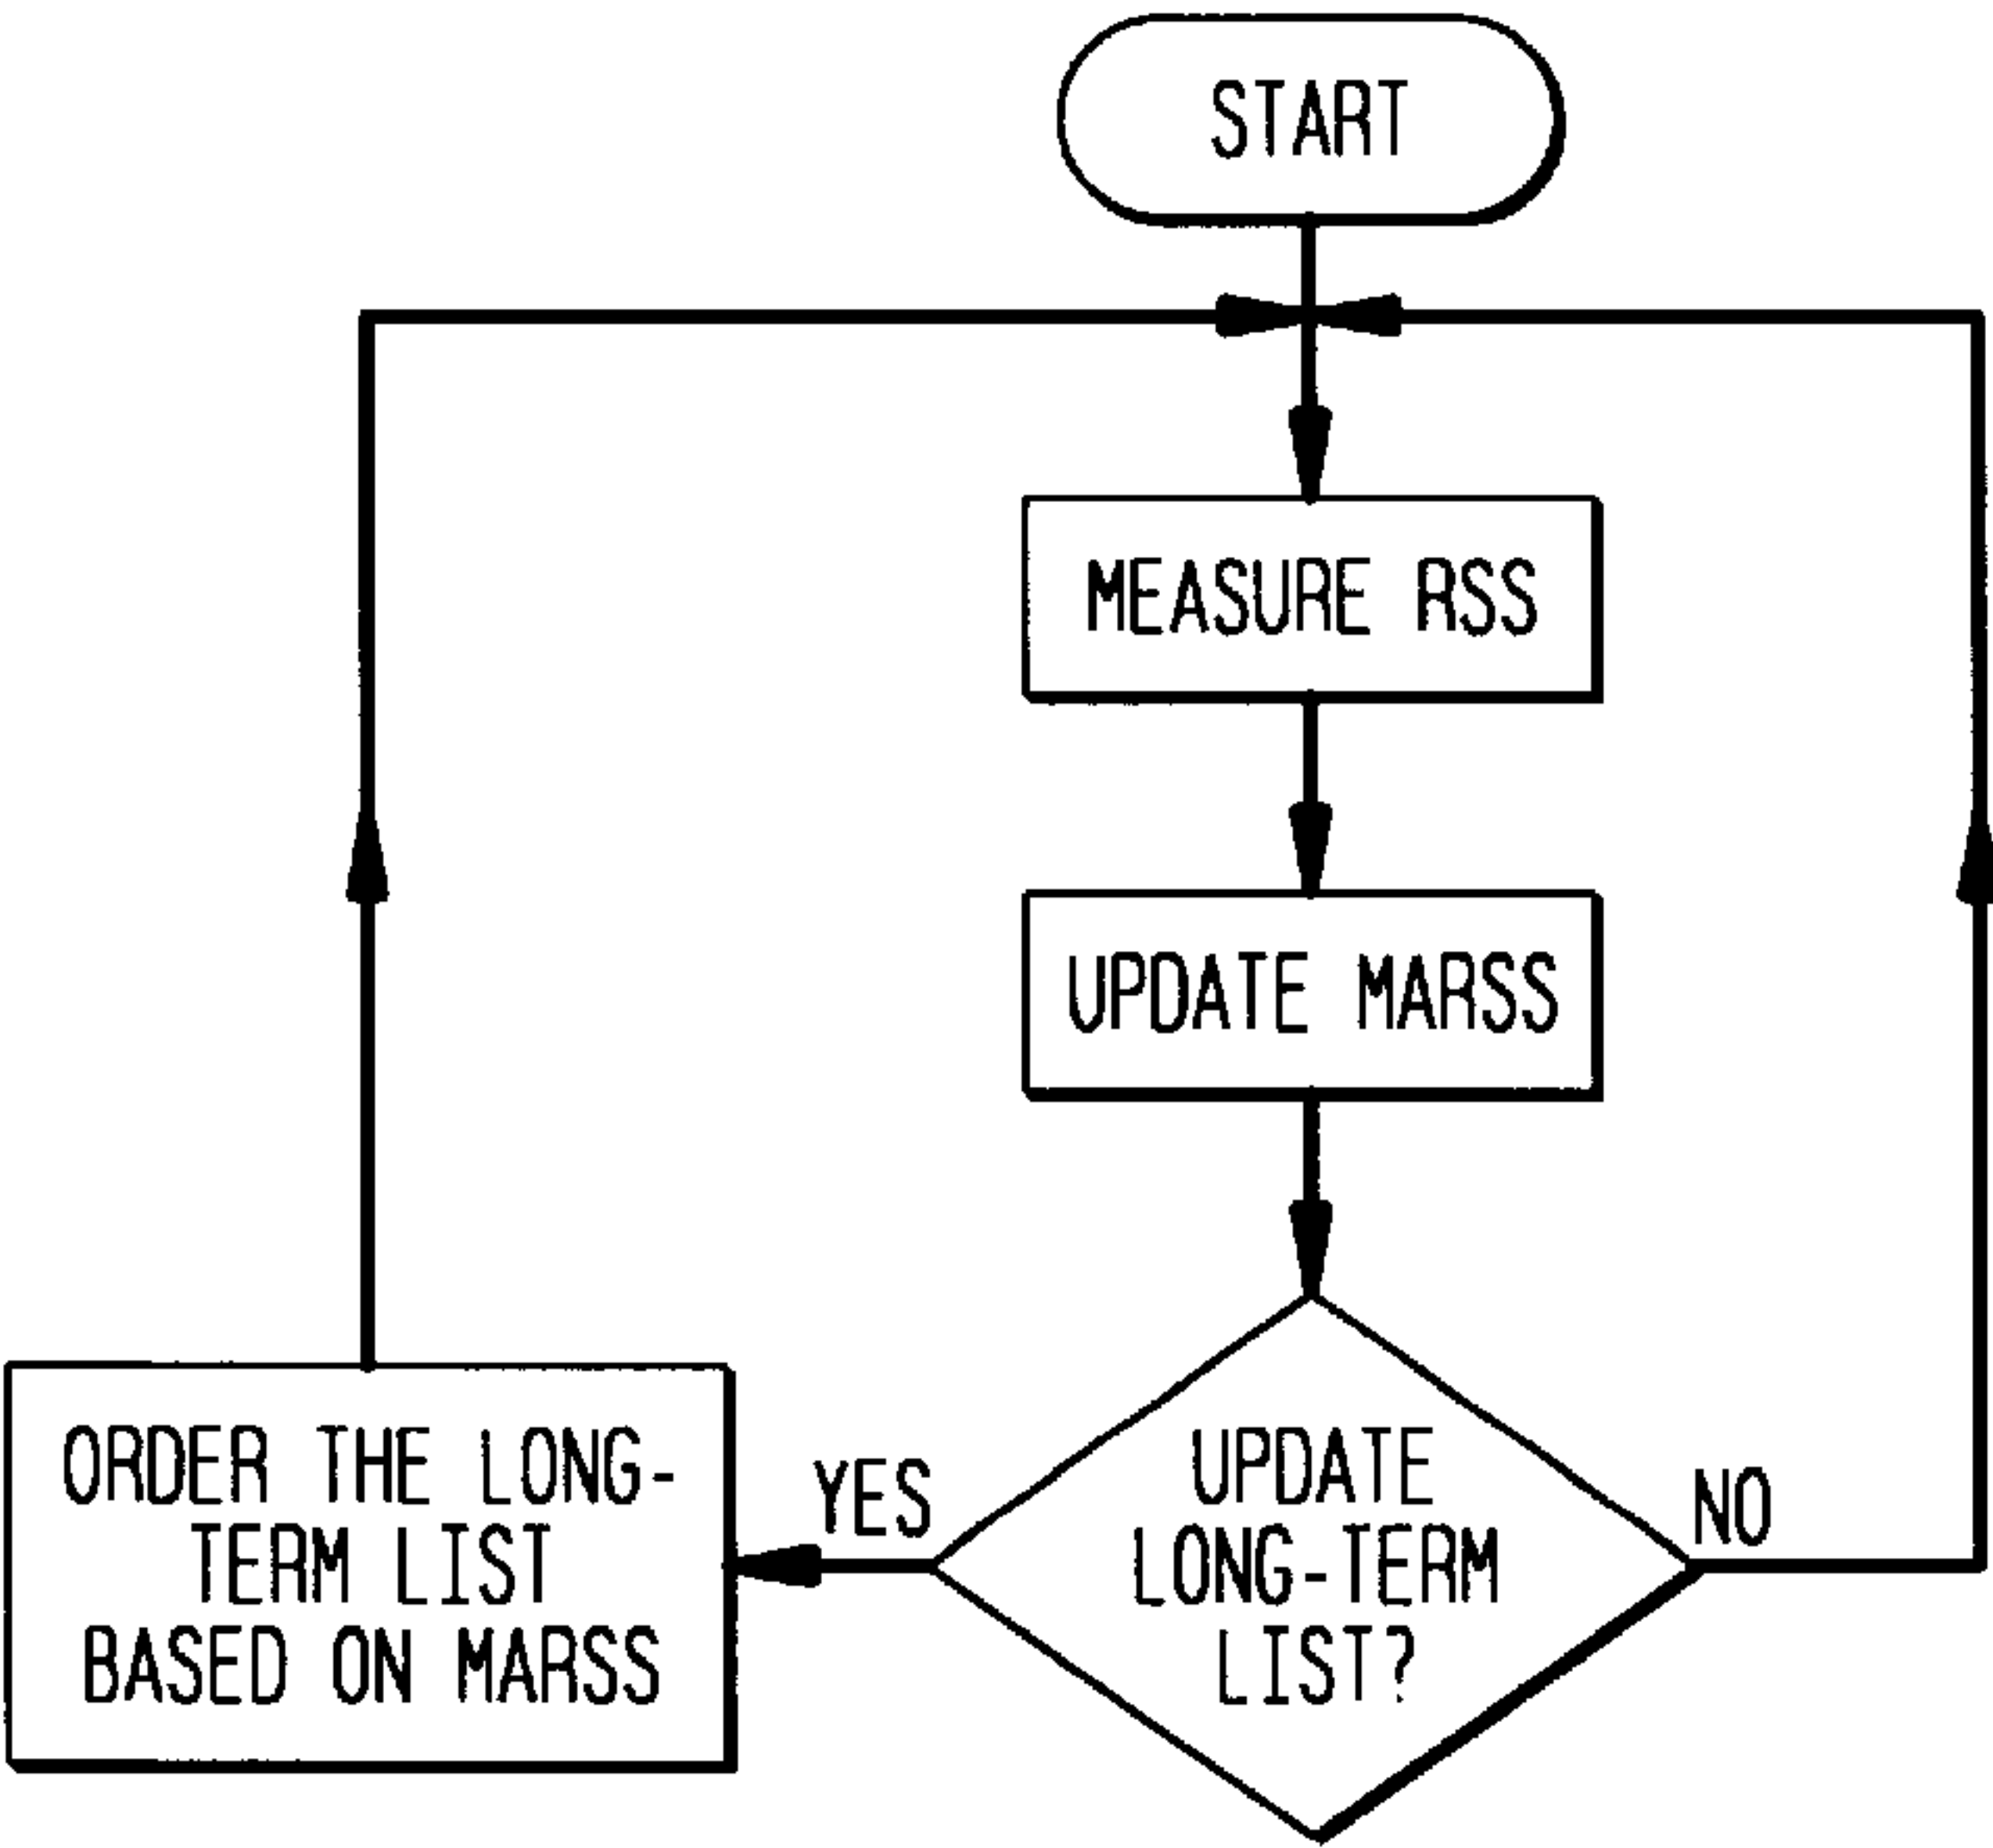 START
MEASURE RSS
UPDATE MARSS
UPDATE
LONG-TERM
LIST?
YES
NO
ORDER THE LONG-
TERM LIST
BASED ON MARSS